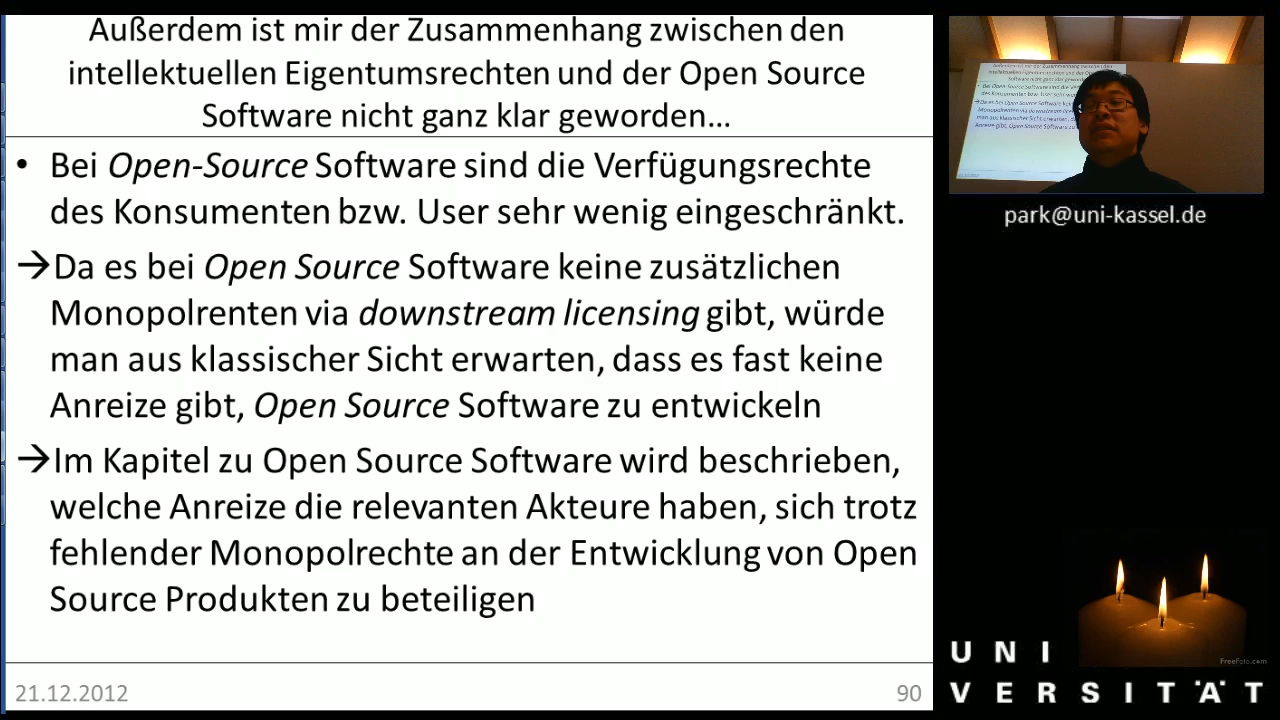 Außerdem ist mir der Zusammenhang zwischen den
intellektuellen Eigentumsrechten und der Open Source
Software nicht ganz klar geworden…
• Bei Open-Source Software sind die Verfügungsrechte
des Konsumenten bzw. User sehr wenig eingeschränkt.
→Da es bei Open Source Software keine zusätzlichen
Monopolrenten via downstream licensing gibt, würde
man aus klassischer Sicht erwarten, dass es fast keine
Anreize gibt, Open Source Software zu entwickeln
→Im Kapitel zu Open Source Software wird beschrieben,
welche Anreize die relevanten Akteure haben, sich trotz
fehlender Monopolrechte an der Entwicklung von Open
Source Produkten zu beteiligen
21.12.2012
90
park@uni-kassel.de
FreeFoto.com
UNI
VERSITÄT